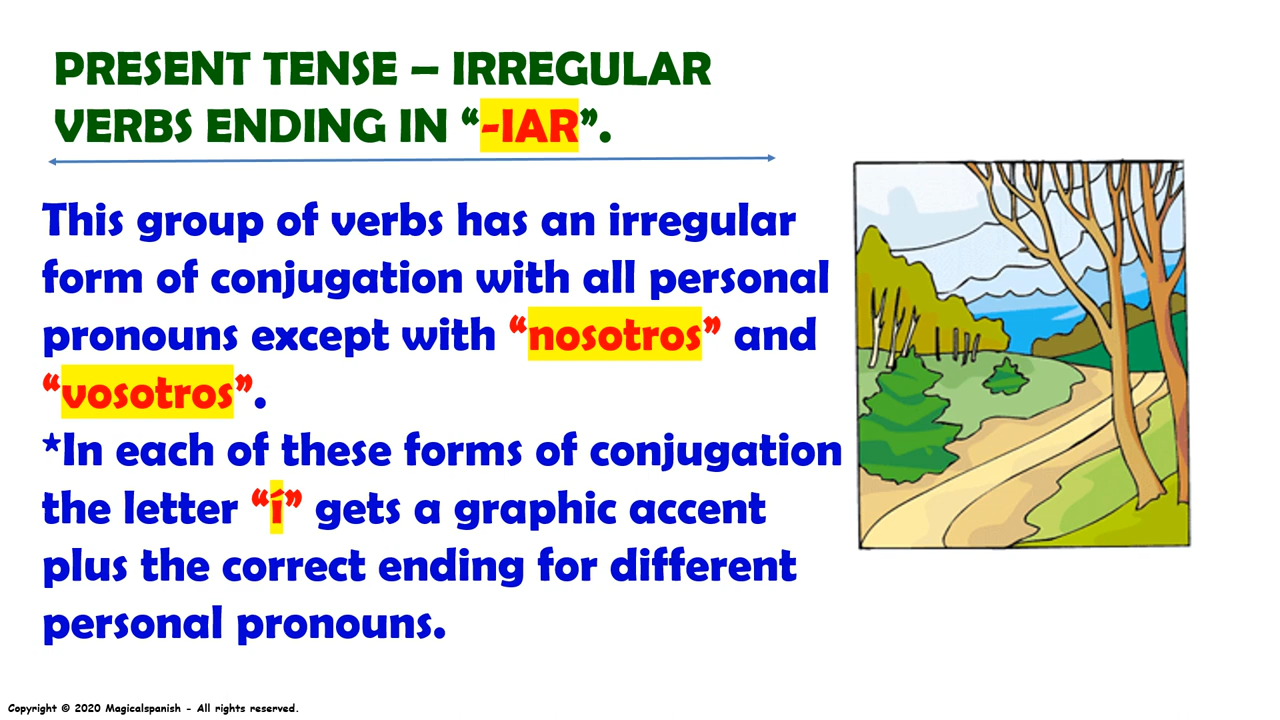 PRESENT TENSE – IRREGULAR
VERBS ENDING IN “-IAR”.
This group of verbs has an irregular
form of conjugation with all personal
pronouns except with “nosotros” and
“vosotros”.
*In each of these forms of conjugation
the letter “í” gets a graphic accent
plus the correct ending for different
personal pronouns.
Copyright © 2020 Magicalspanish - All rights reserved.